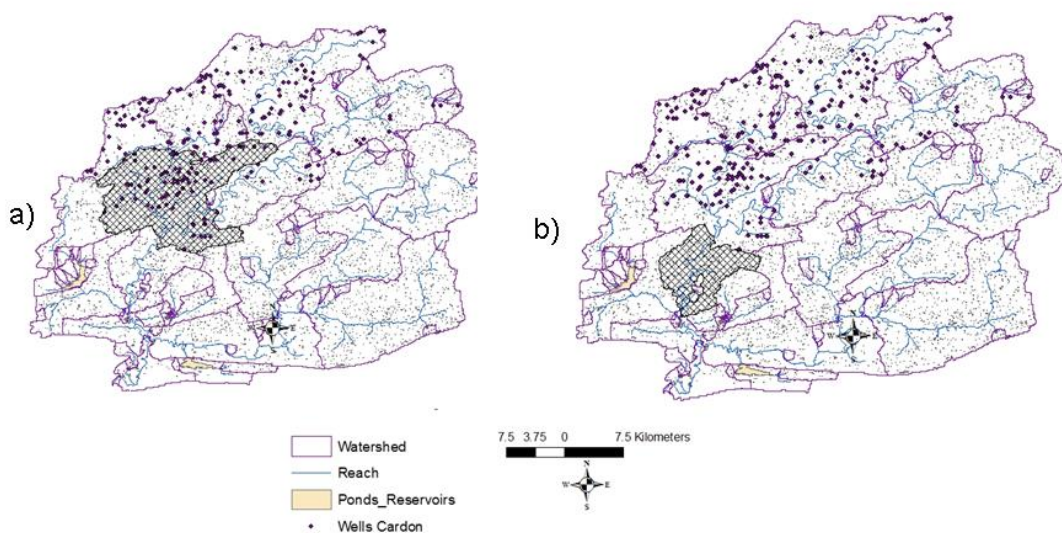 a)
b)
N
E
S
N
W E
Watershed
Reach
Ponds_Reservoirs
Wells Cardon
7.5 3.75 0 7.5 Kilometers
N
W E
S